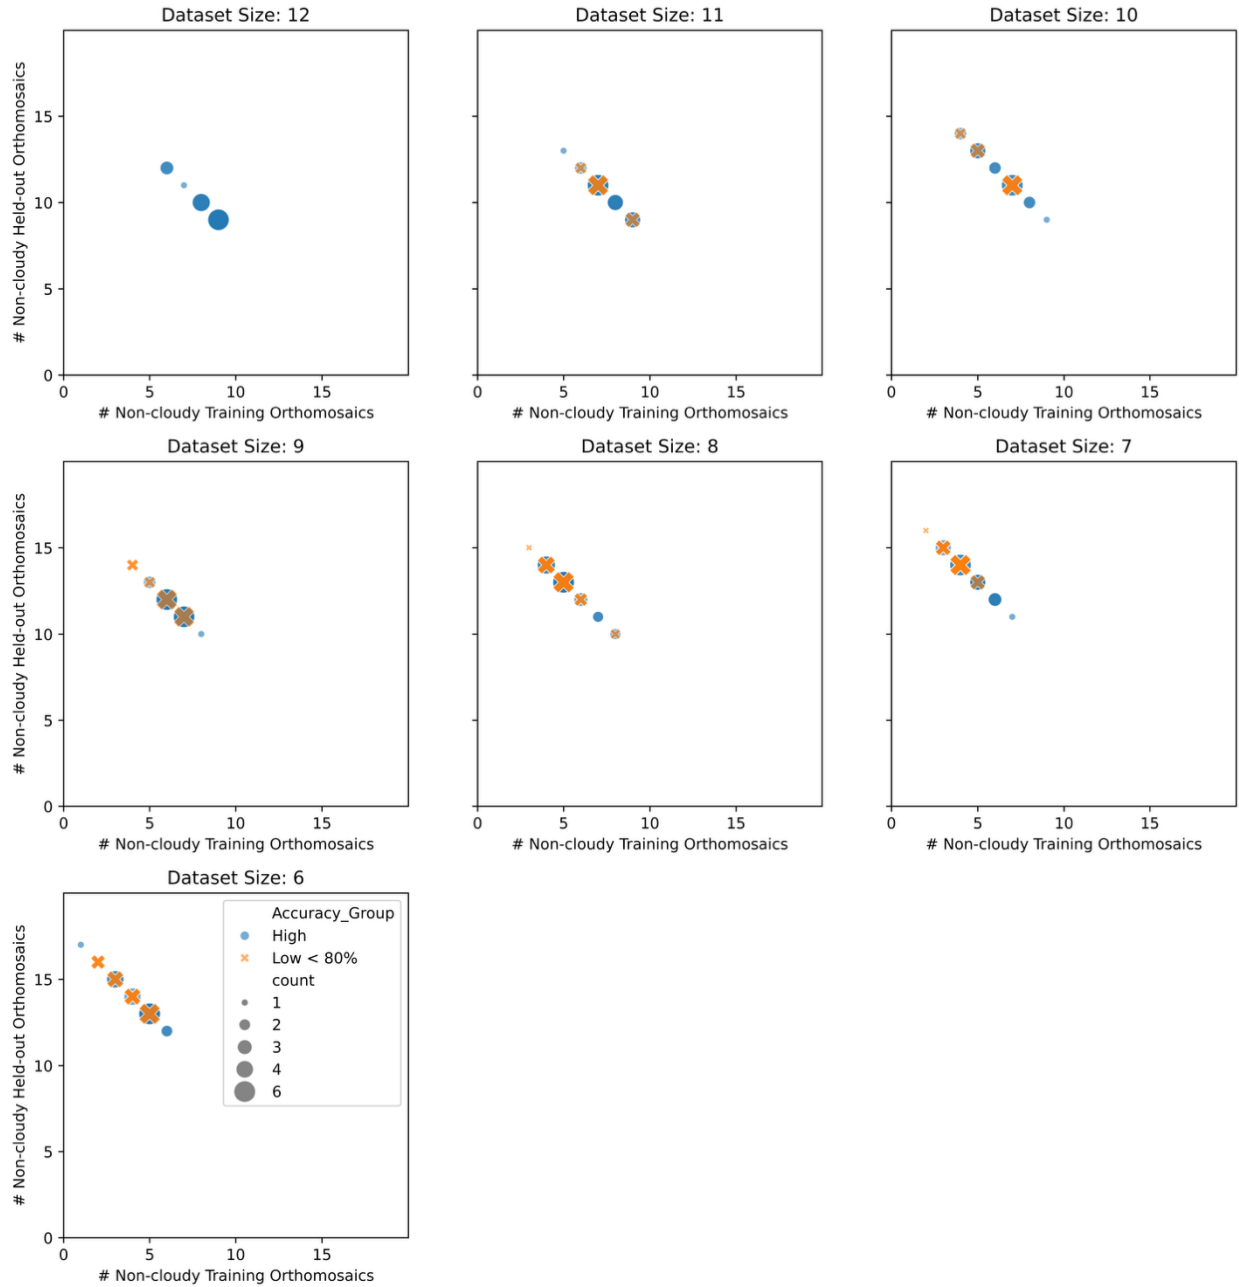 Dataset Size: 12
# Non-cloudy Held-out Orthomosaics
15
10
5
0
0 5 10 15
# Non-cloudy Training Orthomosaics
Dataset Size: 11
0 5 10 15
# Non-cloudy Training Orthomosaics
Dataset Size: 10
0 5 10 15
# Non-cloudy Training Orthomosaics
Dataset Size: 9
# Non-cloudy Held-out Orthomosaics
15
10
5
0
0 5 10 15
# Non-cloudy Training Orthomosaics
Dataset Size: 8
0 5 10 15
# Non-cloudy Training Orthomosaics
Dataset Size: 7
0 5 10 15
# Non-cloudy Training Orthomosaics
Dataset Size: 6
# Non-cloudy Held-out Orthomosaics
15
10
5
0
0 5 10 15
# Non-cloudy Training Orthomosaics
Accuracy_Group
High
Low < 80%
count
1
2
3
4
6